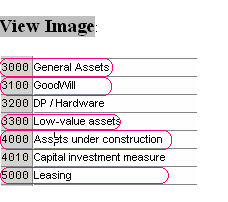 View Image:
3000 General Assets
3100 GoodWill
3200 DP / Hardware
3300 Low-value assets
4000 Assets under construction
4010 Capital investment measure
5000 Leasing